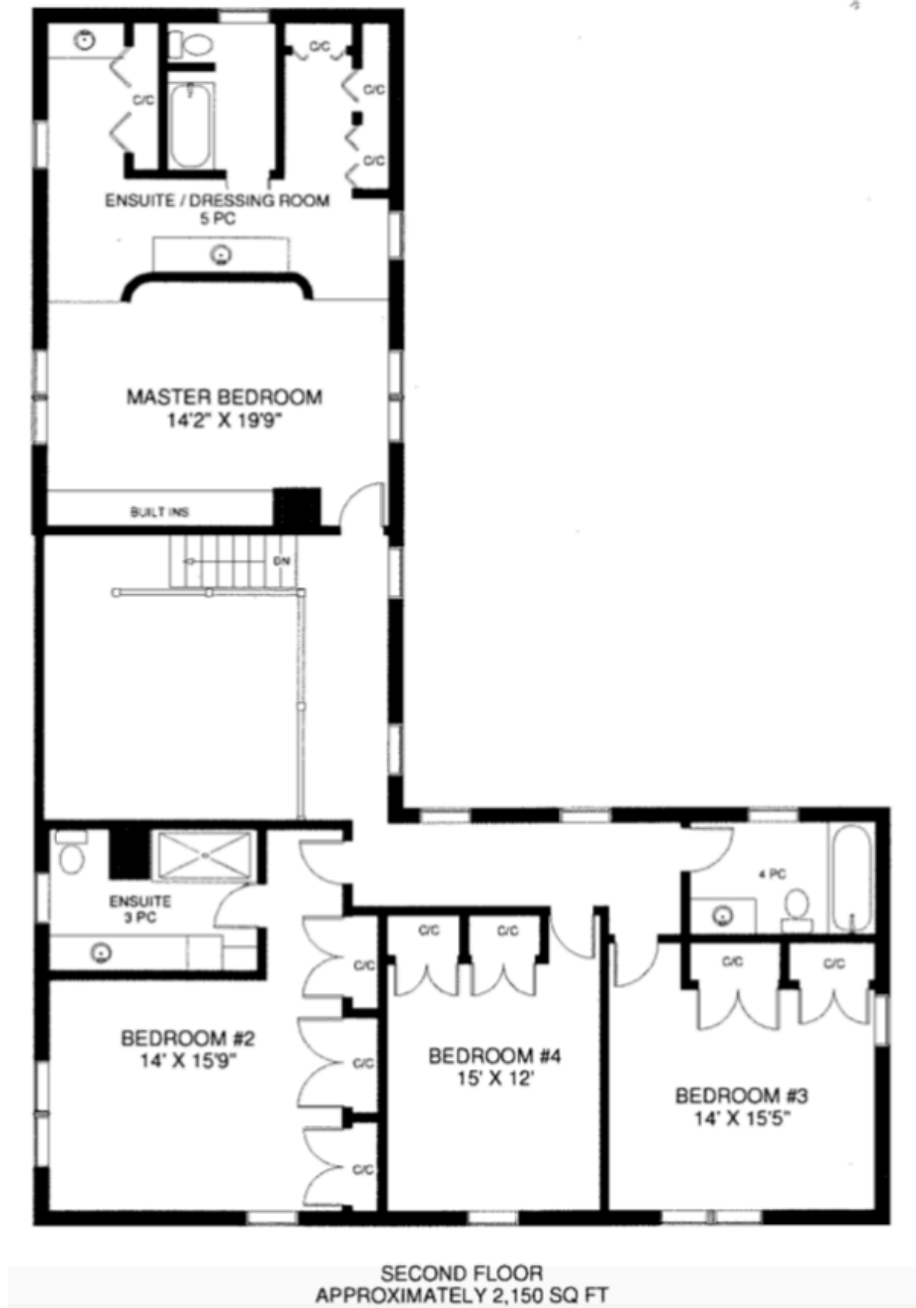 C/C
C/C
C/C
C/C
ENSUITE / DRESSING ROOM
5 PC
MASTER BEDROOM
14'2" X 19'9"
BUILT INS
DN
4 PC
ENSUITE
3 PC
C/C
C/C
C/C
C/C
C/C
BEDROOM #2
14' X 15'9"
BEDROOM #4
15' X 12'
C/C
BEDROOM #3
14' X 15'5"
C/C
SECOND FLOOR
APPROXIMATELY 2,150 SQ FT